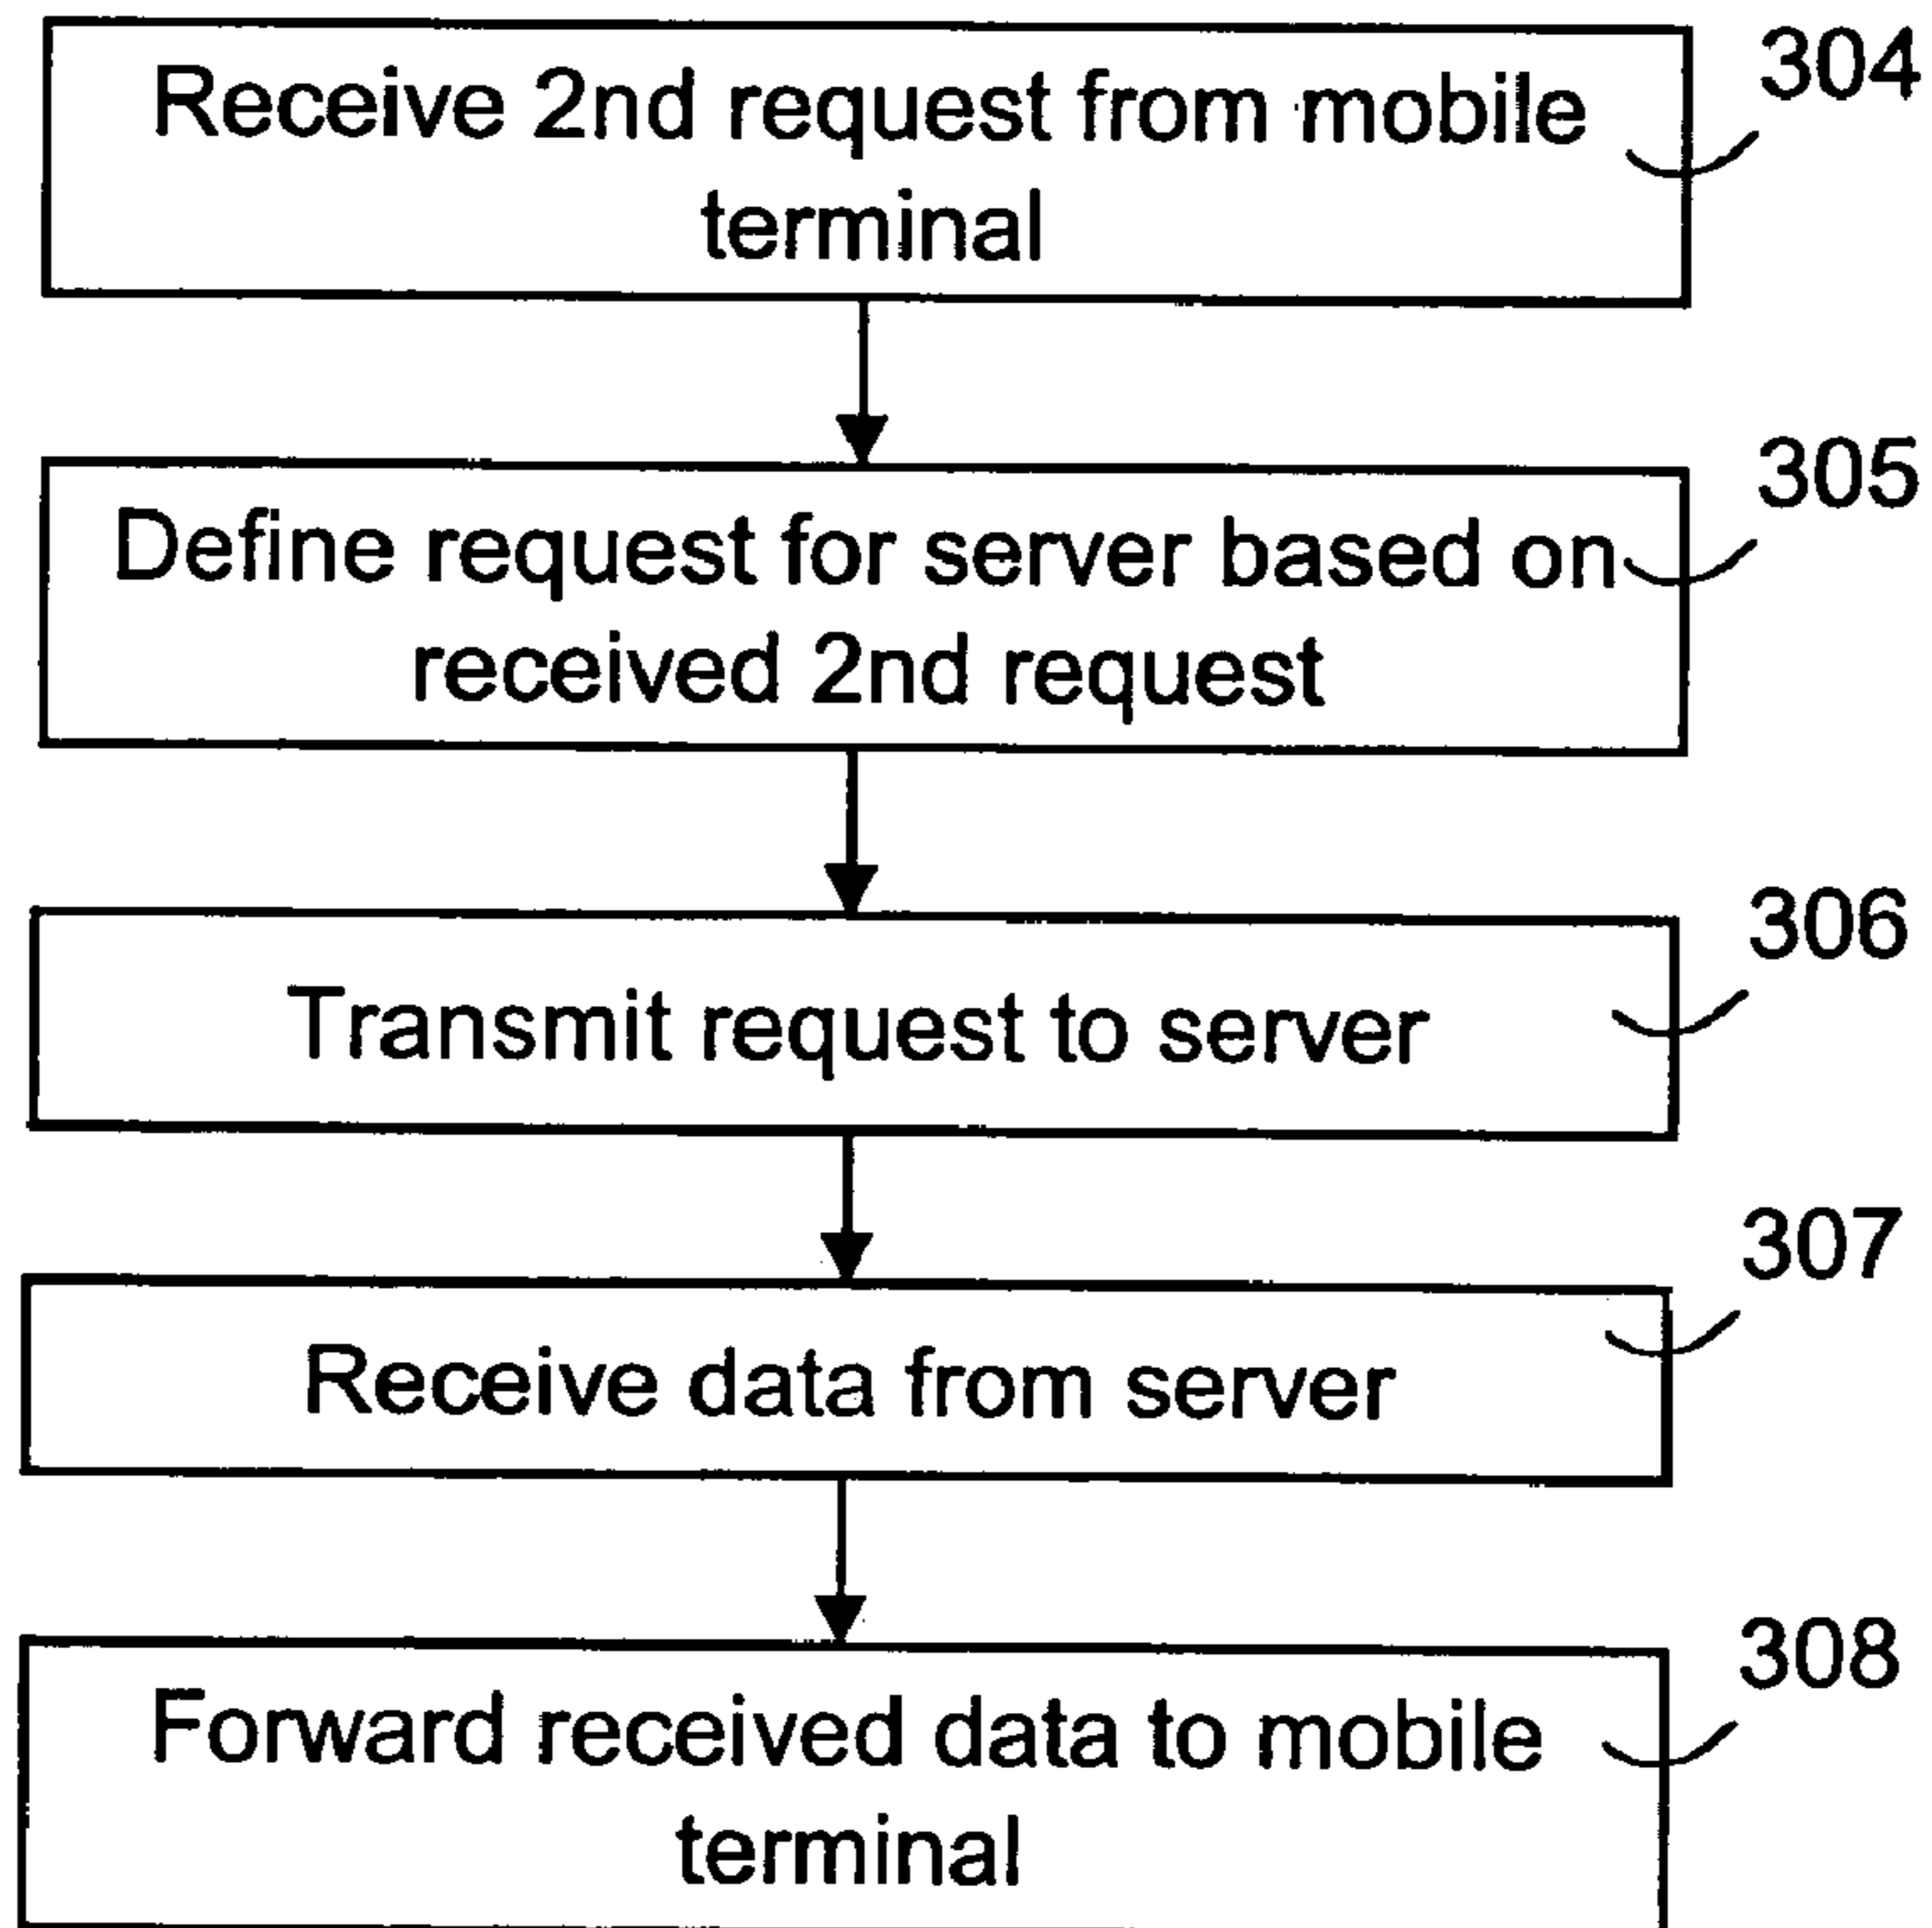 304
Receive 2nd request from mobile
terminal
305
Define request for server based on
received 2nd request
306
Transmit request to server
307
Receive data from server
308
Forward received data to mobile
terminal